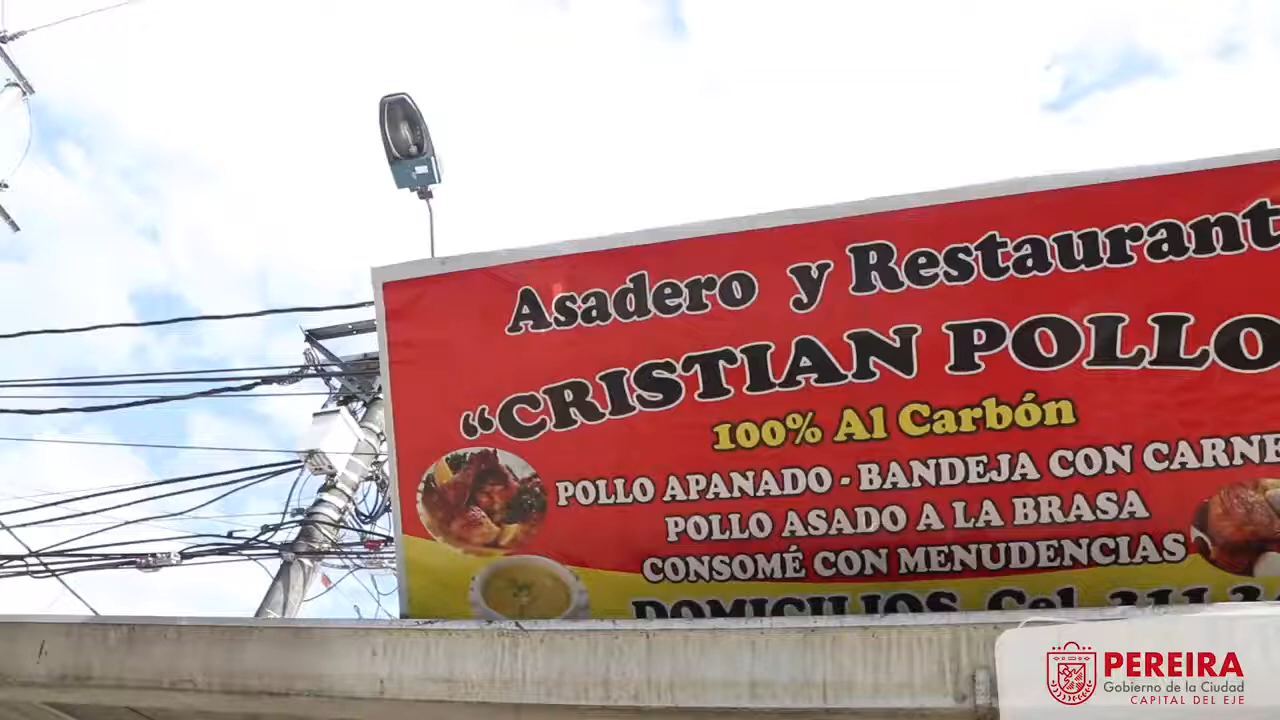 Asadero y Restaurant
“CRISTIAN POLLO
100% Al Carbón
POLLO APANADO - BANDEJA CON CARNE
POLLO ASADO A LA BRASA
CONSOMÉ CON MENUDENCIAS
DOMICILIOS Cel. 311
PEREIRA
Gobierno de la Ciudad
CAPITAL DEL EJE